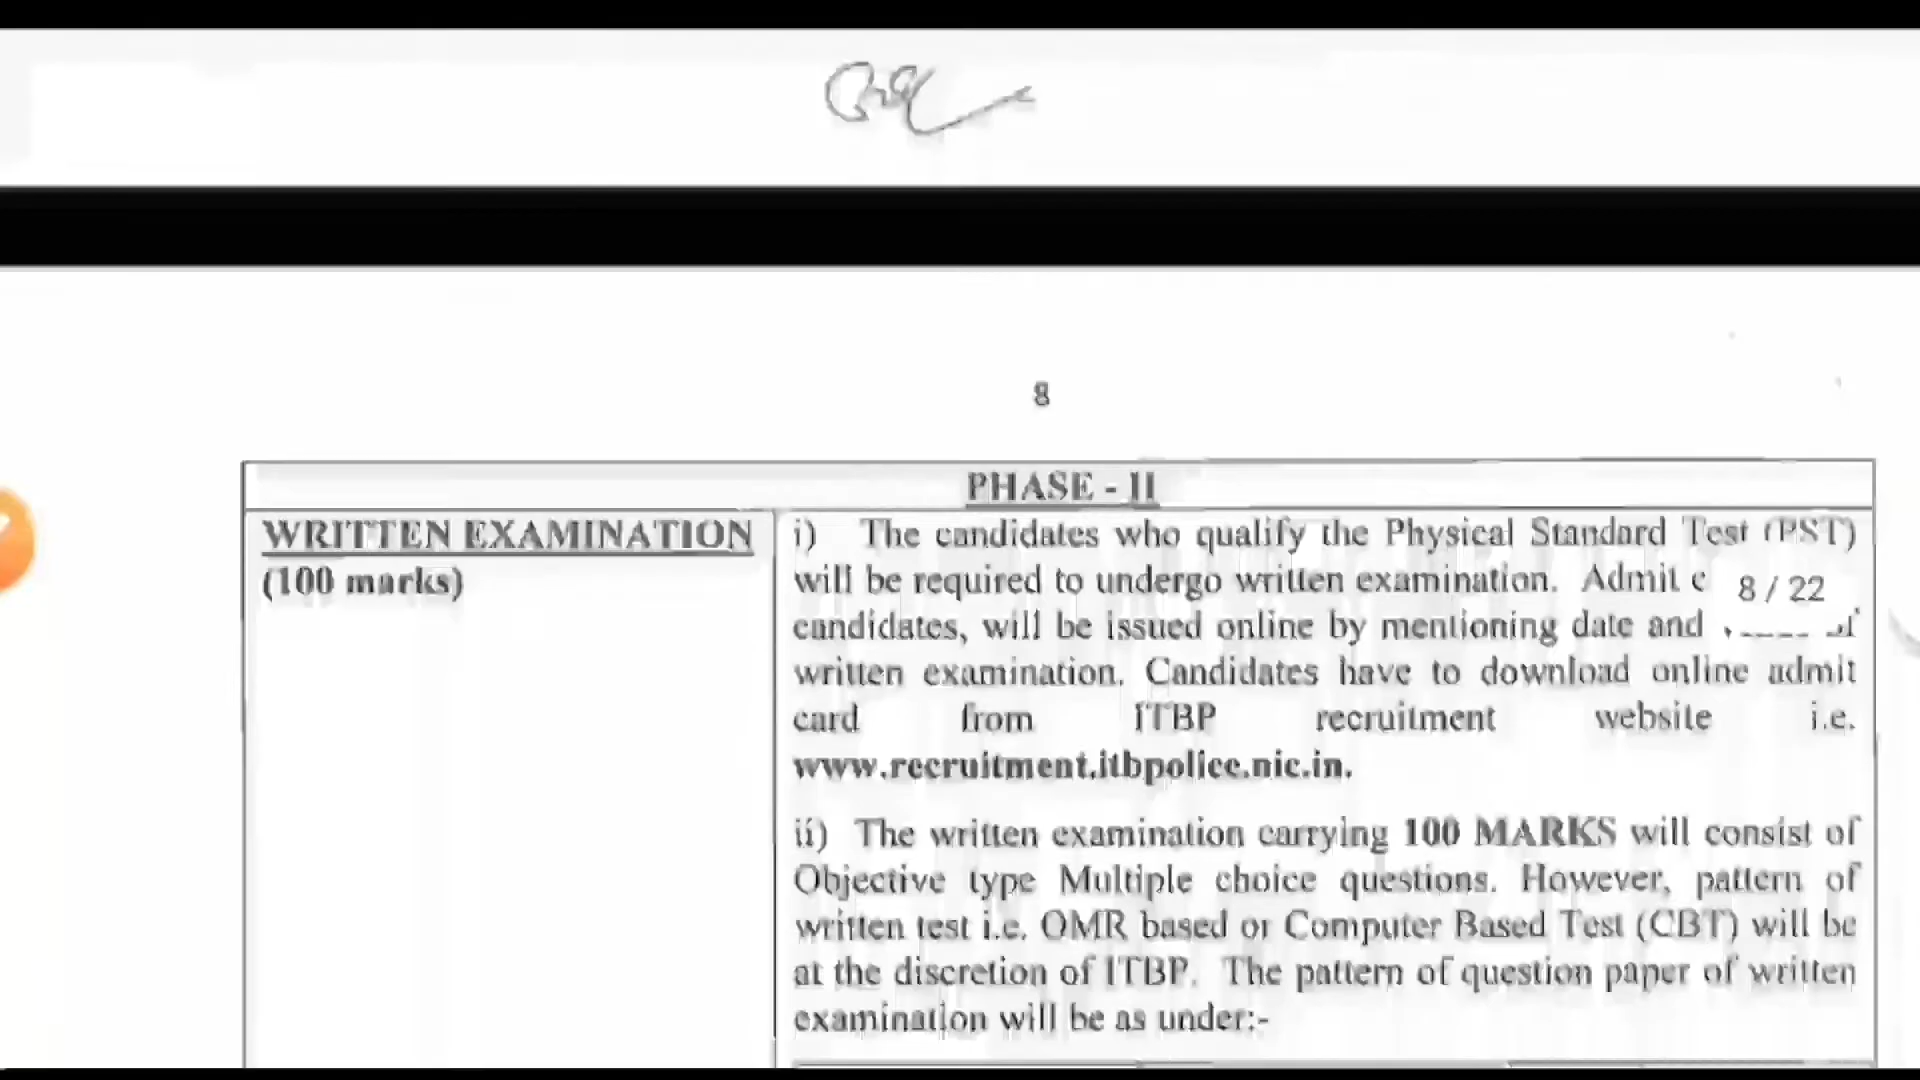 8
PHASE - II
WRITTEN EXAMINATION
(100 marks)
i) The candidates who qualify the Physical Standard Test (PST)
will be required to undergo written examination. Admit
8 / 22
candidates, will be issued online by mentioning date and of
written examination. Candidates have to download online admit
card from ITBP recruitment website i.e.
www.recruitment.itbpolice.nic.in.
ii) The written examination carrying 100 MARKS will consist of
Objective type Multiple choice questions. However, pattern of
written test i.e. OMR based or Computer Based Test (CBT) will be
at the discretion of ITBP. The pattern of question paper of written
examination will be as under:-